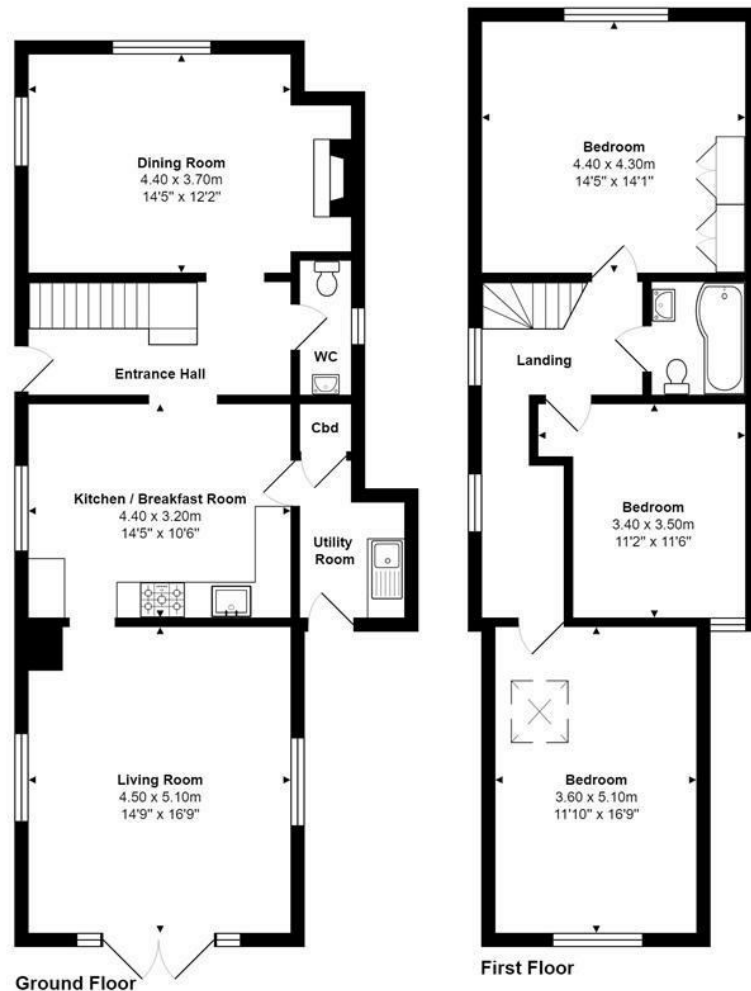 Dining Room
4.40 x 3.70m
14'5" x 12'2"
WC
Entrance Hall
Cbd
Kitchen / Breakfast Room
4.40 x 3.20m
14'5" x 10'6"
Utility
Room
Living Room
4.50 x 5.10m
14'9" x 16'9"
Ground Floor
Bedroom
4.40 x 4.30m
14'5" x 14'1"
Landing
Bedroom
3.40 x 3.50m
11'2" x 11'6"
Bedroom
3.60 x 5.10m
11'10" x 16'9"
First Floor